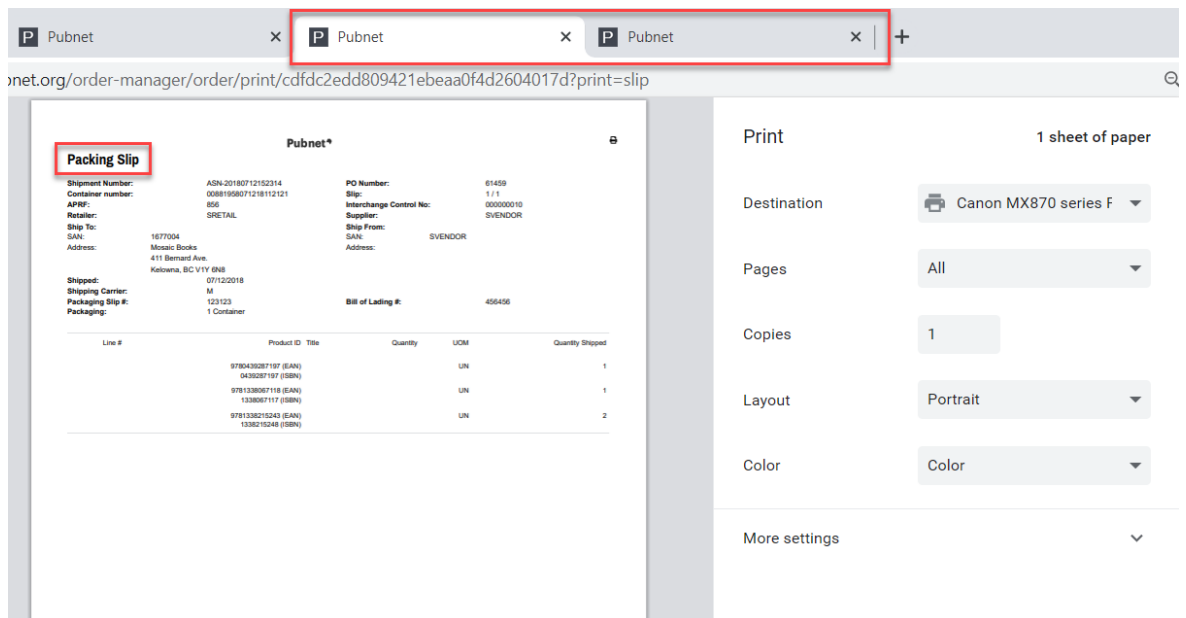 Pubnet Pubnet Pubnet
onet.org/order-manager/order/print/cdfdc2edd809421ebeaa0f4d2604017d?print=slip
Pubnet
Packing Slip
Shipment Number: ASN-20180712152314 PO Number: 61459
Container number: 00881958071218112121 Slip: 1 / 1
APRF: 856 Interchange Control No: 000000010
Retailer: SRETAIL Supplier: SVENDOR
Ship To: Ship From:
SAN: 1677004 SAN: SVENDOR
Address: Mosaic Books Address:
411 Bernard Ave.
Kelowna, BC V1Y 6N8
Shipped: 07/12/2018
Shipping Carrier: M
Packaging Slip #: 123123 Bill of Lading #: 456456
Packaging: 1 Container
Line # Product ID Title Quantity UOM Quantity Shipped
9780439287197 (EAN) UN 1
0439287197 (ISBN)
9781338067118 (EAN) UN 1
1338067117 (ISBN)
9781338215243 (EAN) UN 2
1338215248 (ISBN)
Print 1 sheet of paper
Destination Canon MX870 series F
Pages All
Copies 1
Layout Portrait
Color Color
More settings